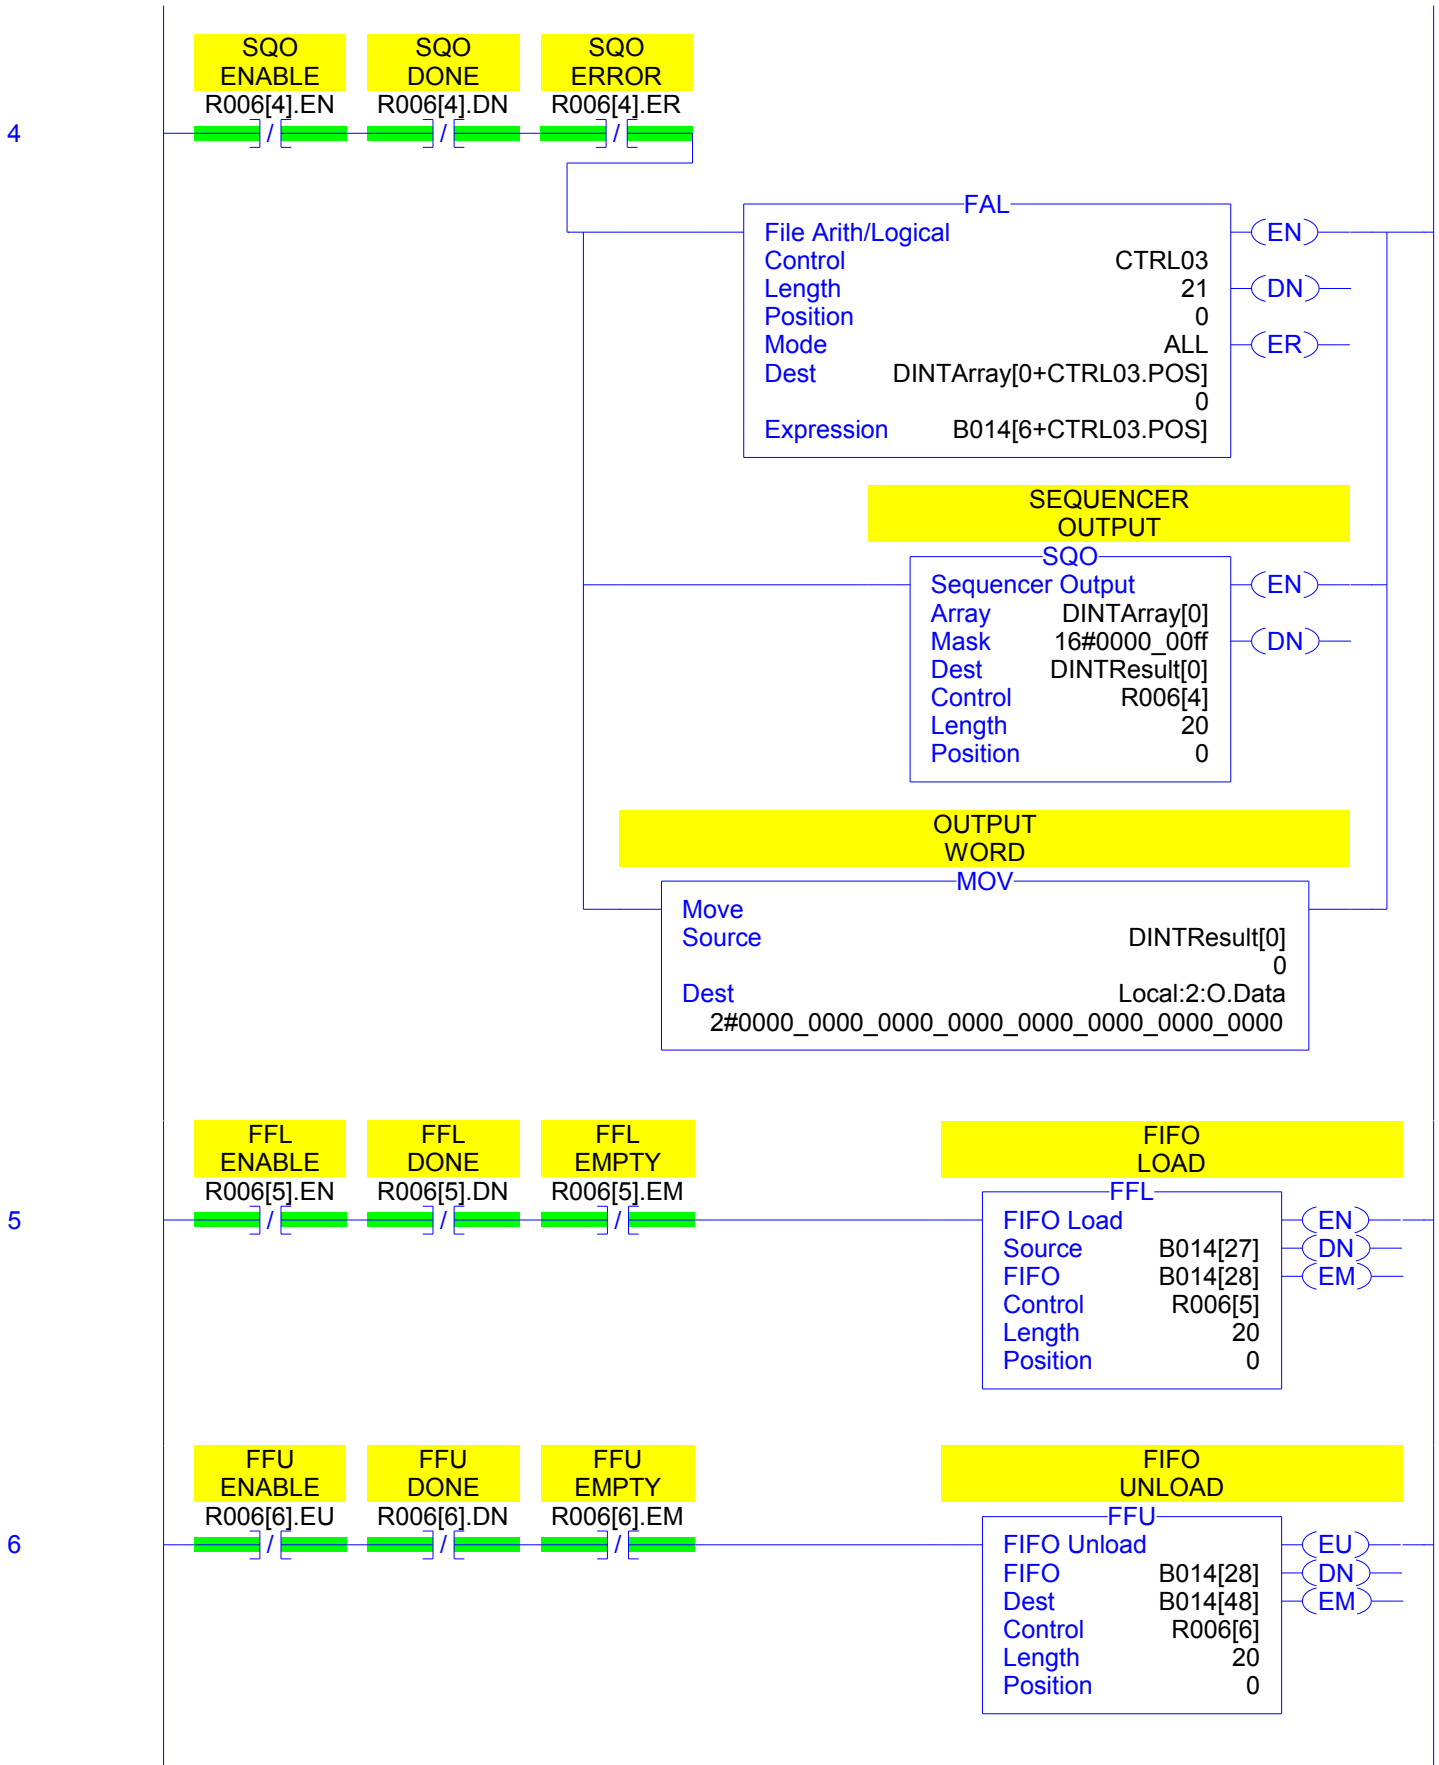 SQO ENABLE
SQO DONE
SQO ERROR
R006[4].EN
R006[4].DN
R006[4].ER
4
/
/
/
FAL
File Arith/Logical
EN
Control CTRL03
Length 21
DN
Position 0
Mode ALL
ER
Dest DINTArray[0+CTRL03.POS]
0
Expression B014[6+CTRL03.POS]
SEQUENCER
OUTPUT
SQO
Sequencer Output
EN
Array DINTArray[0]
Mask 16#0000_00ff
DN
Dest DINTResult[0]
Control R006[4]
Length 20
Position 0
OUTPUT
WORD
MOV
Move
Source DINTResult[0]
0
Dest Local:2:O.Data
2#0000_0000_0000_0000_0000_0000_0000_0000
FFL ENABLE
FFL DONE
FFL EMPTY
R006[5].EN
R006[5].DN
R006[5].EM
5
/
/
/
FIFO
LOAD
FFL
FIFO Load
EN
Source B014[27]
DN
FIFO B014[28]
EM
Control R006[5]
Length 20
Position 0
FFU ENABLE
FFU DONE
FFU EMPTY
R006[6].EU
R006[6].DN
R006[6].EM
6
/
/
/
FIFO
UNLOAD
FFU
FIFO Unload
EU
FIFO B014[28]
DN
Dest B014[48]
EM
Control R006[6]
Length 20
Position 0